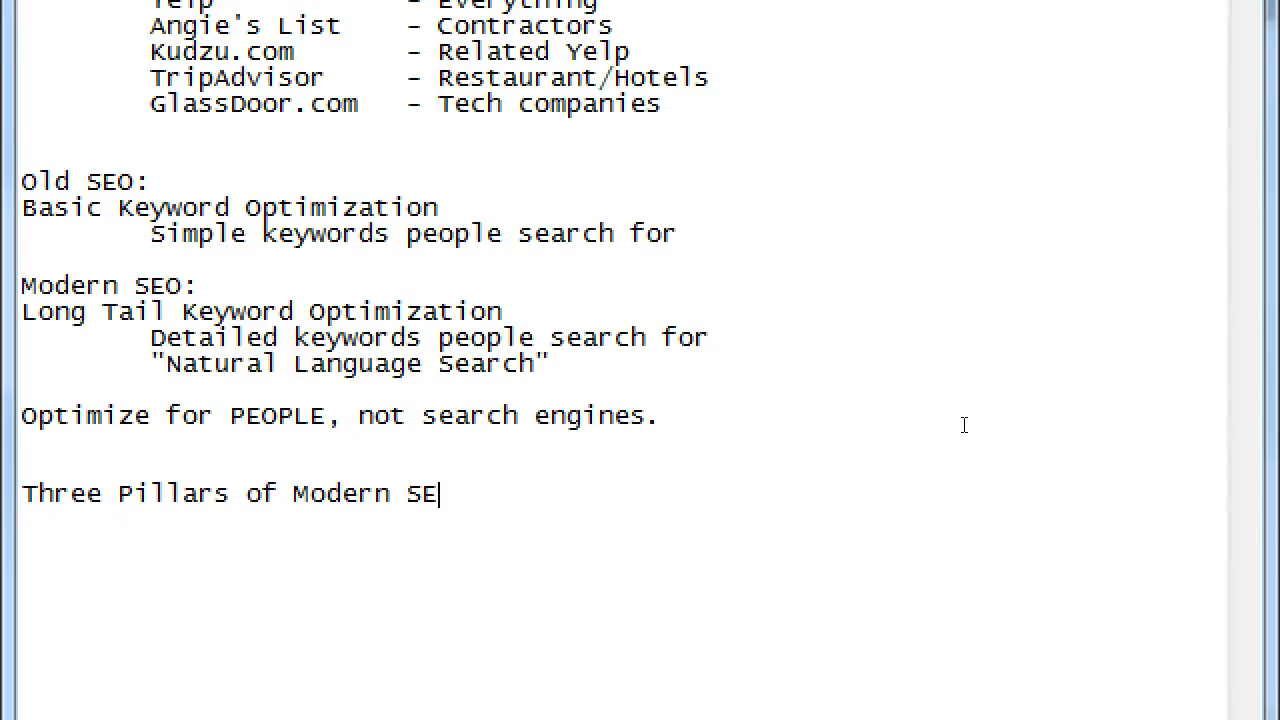 Yelp - Everything
Angie's List - Contractors
Kudzu.com - Related Yelp
TripAdvisor - Restaurant/Hotels
GlassDoor.com - Tech companies
Old SEO:
Basic Keyword Optimization
Simple keywords people search for
Modern SEO:
Long Tail Keyword Optimization
Detailed keywords people search for
"Natural Language Search"
Optimize for PEOPLE, not search engines.
Three Pillars of Modern SE